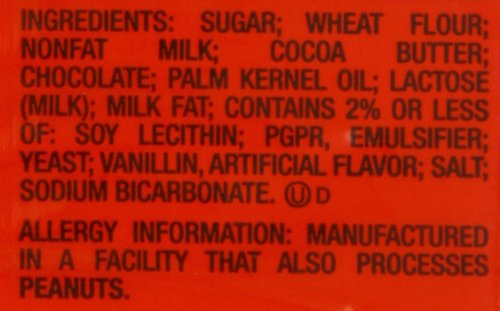 INGREDIENTS: SUGAR; WHEAT FLOUR;
NONFAT MILK; COCOA BUTTER;
CHOCOLATE; PALM KERNEL OIL; LACTOSE
(MILK); MILK FAT; CONTAINS 2% OR LESS
OF: SOY LECITHIN; PGPR, EMULSIFIER;
YEAST; VANILLIN, ARTIFICIAL FLAVOR; SALT;
SODIUM BICARBONATE. Ⓤ D
ALLERGY INFORMATION: MANUFACTURED
IN A FACILITY THAT ALSO PROCESSES
PEANUTS.